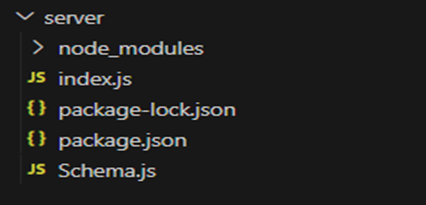 server
node_modules
JS index.js
{} package-lock.json
{} package.json
JS Schema.js